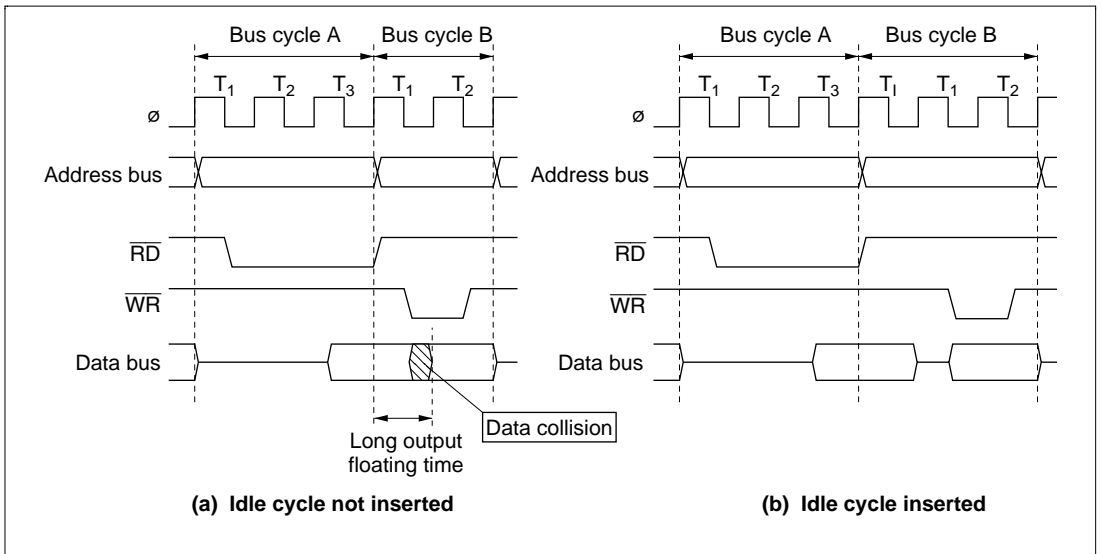 Bus cycle A
Bus cycle B
T1
T2
T3
T1
T2
ø
Address bus
RD
WR
Data bus
Long output
floating time
Data collision
(a) Idle cycle not inserted
Bus cycle A
Bus cycle B
T1
T2
T3
TI
T1
T2
ø
Address bus
RD
WR
Data bus
(b) Idle cycle inserted